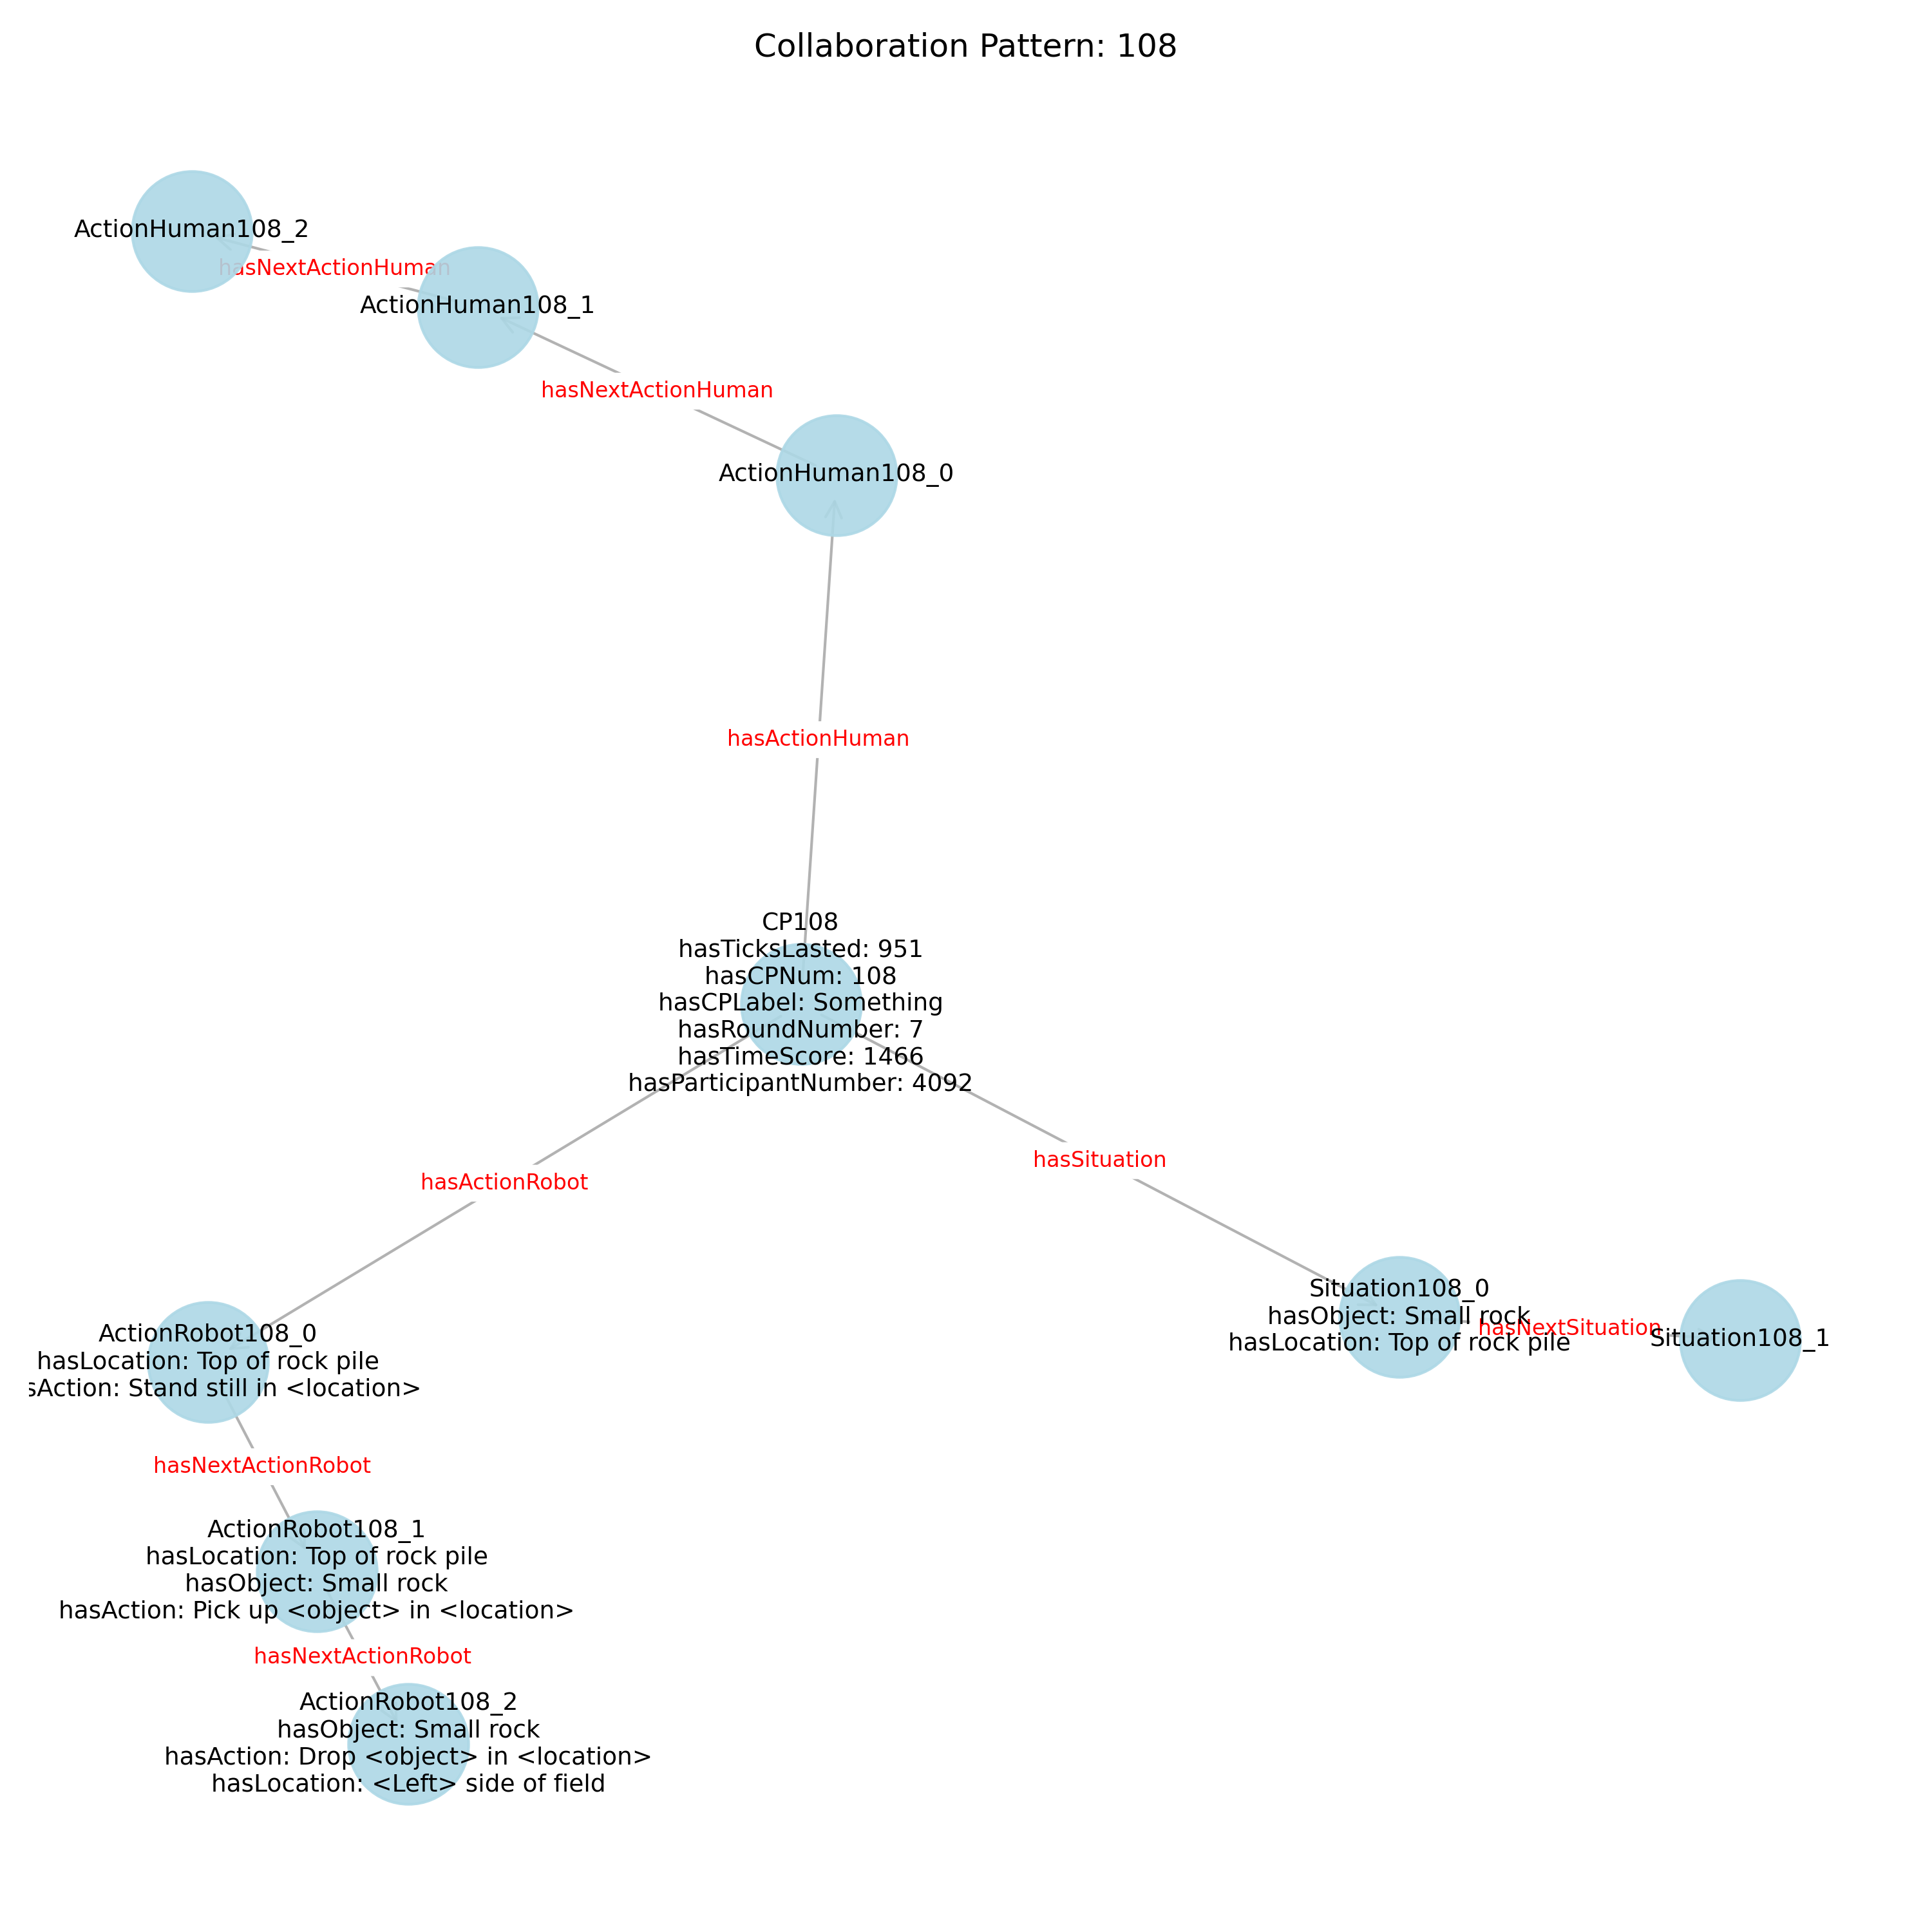 Collaboration Pattern: 108
ActionHuman108_2
hasNextActionHuman
ActionHuman108_1
hasNextActionHuman
ActionHuman108_0
hasActionHuman
CP108
hasTicksLasted: 951
hasCPNum: 108
hasCPLabel: Something
hasRoundNumber: 7
hasTimeScore: 1466
hasParticipantNumber: 4092
hasSituation
hasActionRobot
Situation108_0
hasObject: Small rock
hasLocation: Top of rock pile
hasNextSituation
Situation108_1
ActionRobot108_0
hasLocation: Top of rock pile
sAction: Stand still in <location>
hasNextActionRobot
ActionRobot108_1
hasLocation: Top of rock pile
hasObject: Small rock
hasAction: Pick up <object> in <location>
hasNextActionRobot
ActionRobot108_2
hasObject: Small rock
hasAction: Drop <object> in <location>
hasLocation: <Left> side of field